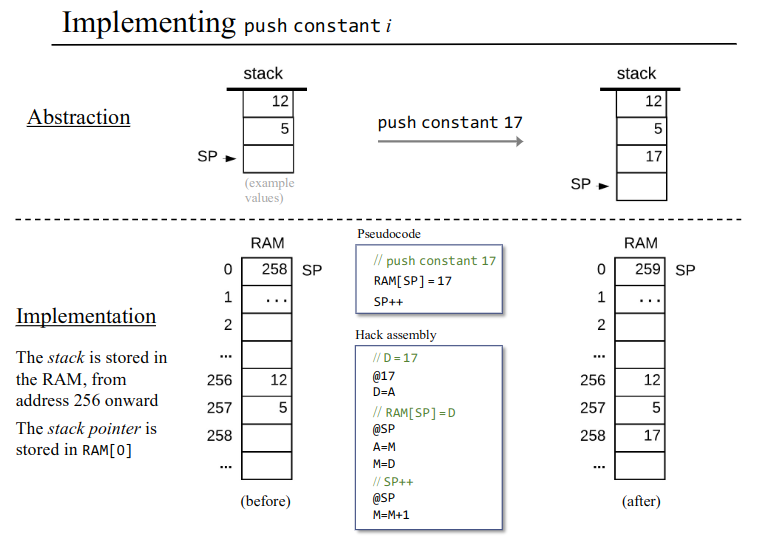 Implementing push constant i
stack
12
5
SP
(example
values)
Abstraction
push constant 17
stack
12
5
17
SP
Implementation
The stack is stored in
the RAM, from
address 256 onward
The stack pointer is
stored in RAM[0]
RAM
0 258 SP
1 ...
2
...
256 12
257 5
258
...
(before)
Pseudocode
// push constant 17
RAM[SP] = 17
SP++
Hack assembly
// D = 17
@17
D=A
// RAM[SP] = D
@SP
A=M
M=D
// SP++
@SP
M=M+1
RAM
0 259 SP
1 ...
2
...
256 12
257 5
258 17
...
(after)